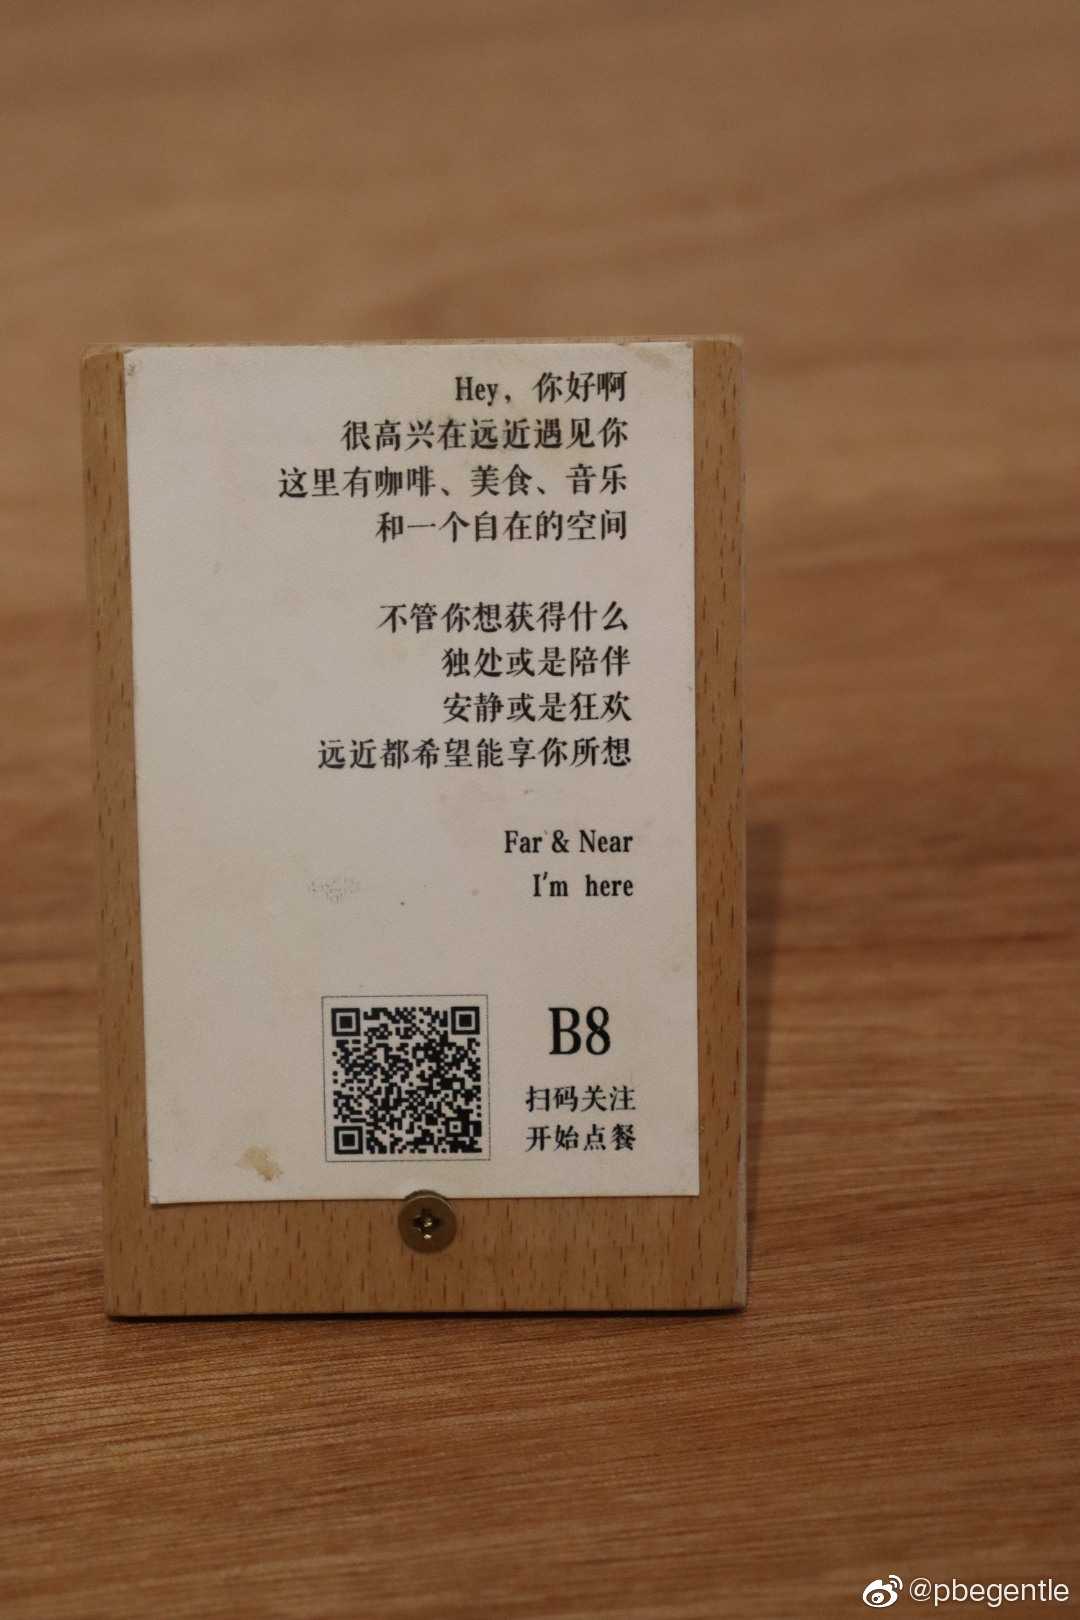 Hey，你好啊
很高兴在远近遇见你
这里有咖啡、美食、音乐
和一个自在的空间
不管你想获得什么
独处或是陪伴
安静或是狂欢
远近都希望能享你所想
Far & Near
I'm here
B8
扫码关注
开始点餐
@pbegentle